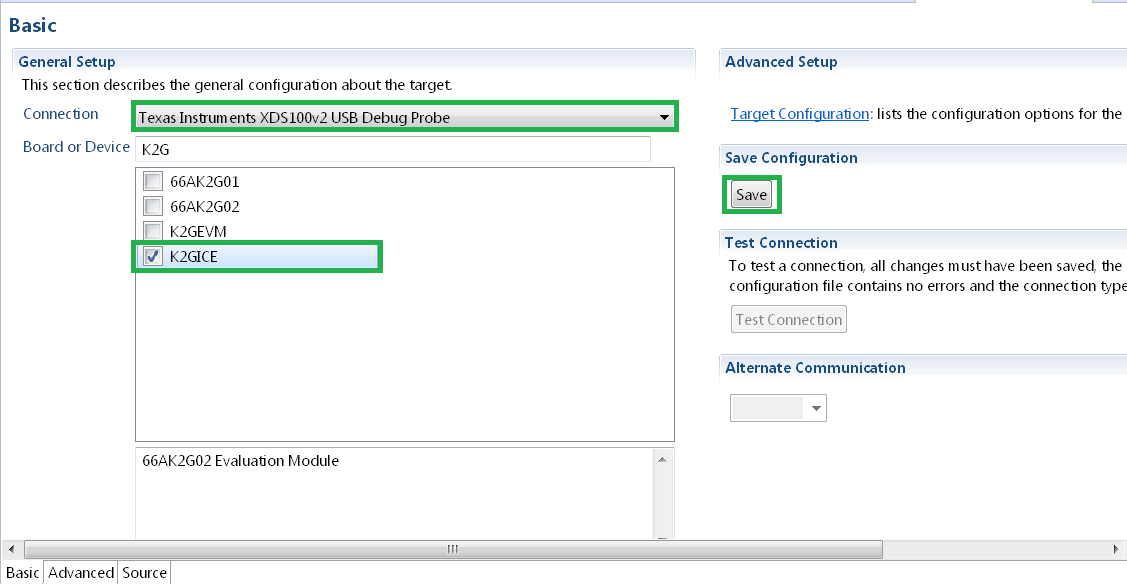 Basic
General Setup
This section describes the general configuration about the target.
Connection
Texas Instruments XDS100v2 USB Debug Probe
Board or Device
K2G
66AK2G01
66AK2G02
K2GEVM
K2GICE
66AK2G02 Evaluation Module
Advanced Setup
Target Configuration: lists the configuration options for the
Save Configuration
Save
Test Connection
To test a connection, all changes must have been saved, the
configuration file contains no errors and the connection type
Test Connection
Alternate Communication
Basic Advanced Source